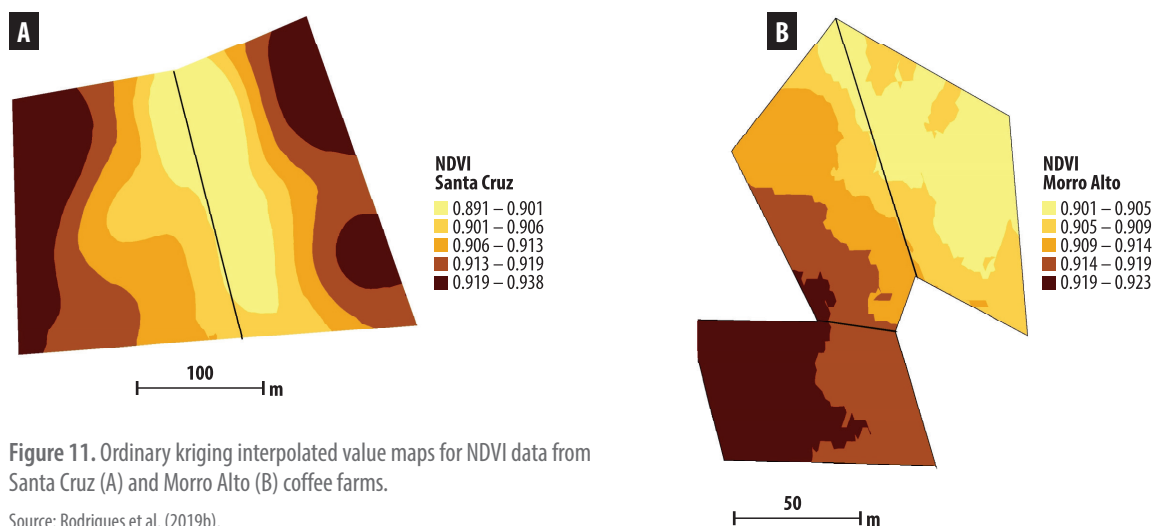 A
NDVI
Santa Cruz
0.891 – 0.901
0.901 – 0.906
0.906 – 0.913
0.913 – 0.919
0.919 – 0.938
100
m
B
NDVI
Morro Alto
0.901 – 0.905
0.905 – 0.909
0.909 – 0.914
0.914 – 0.919
0.919 – 0.923
50
m
Figure 11. Ordinary kriging interpolated value maps for NDVI data from
Santa Cruz (A) and Morro Alto (B) coffee farms.
Source: Rodrigues et al. (2019b).